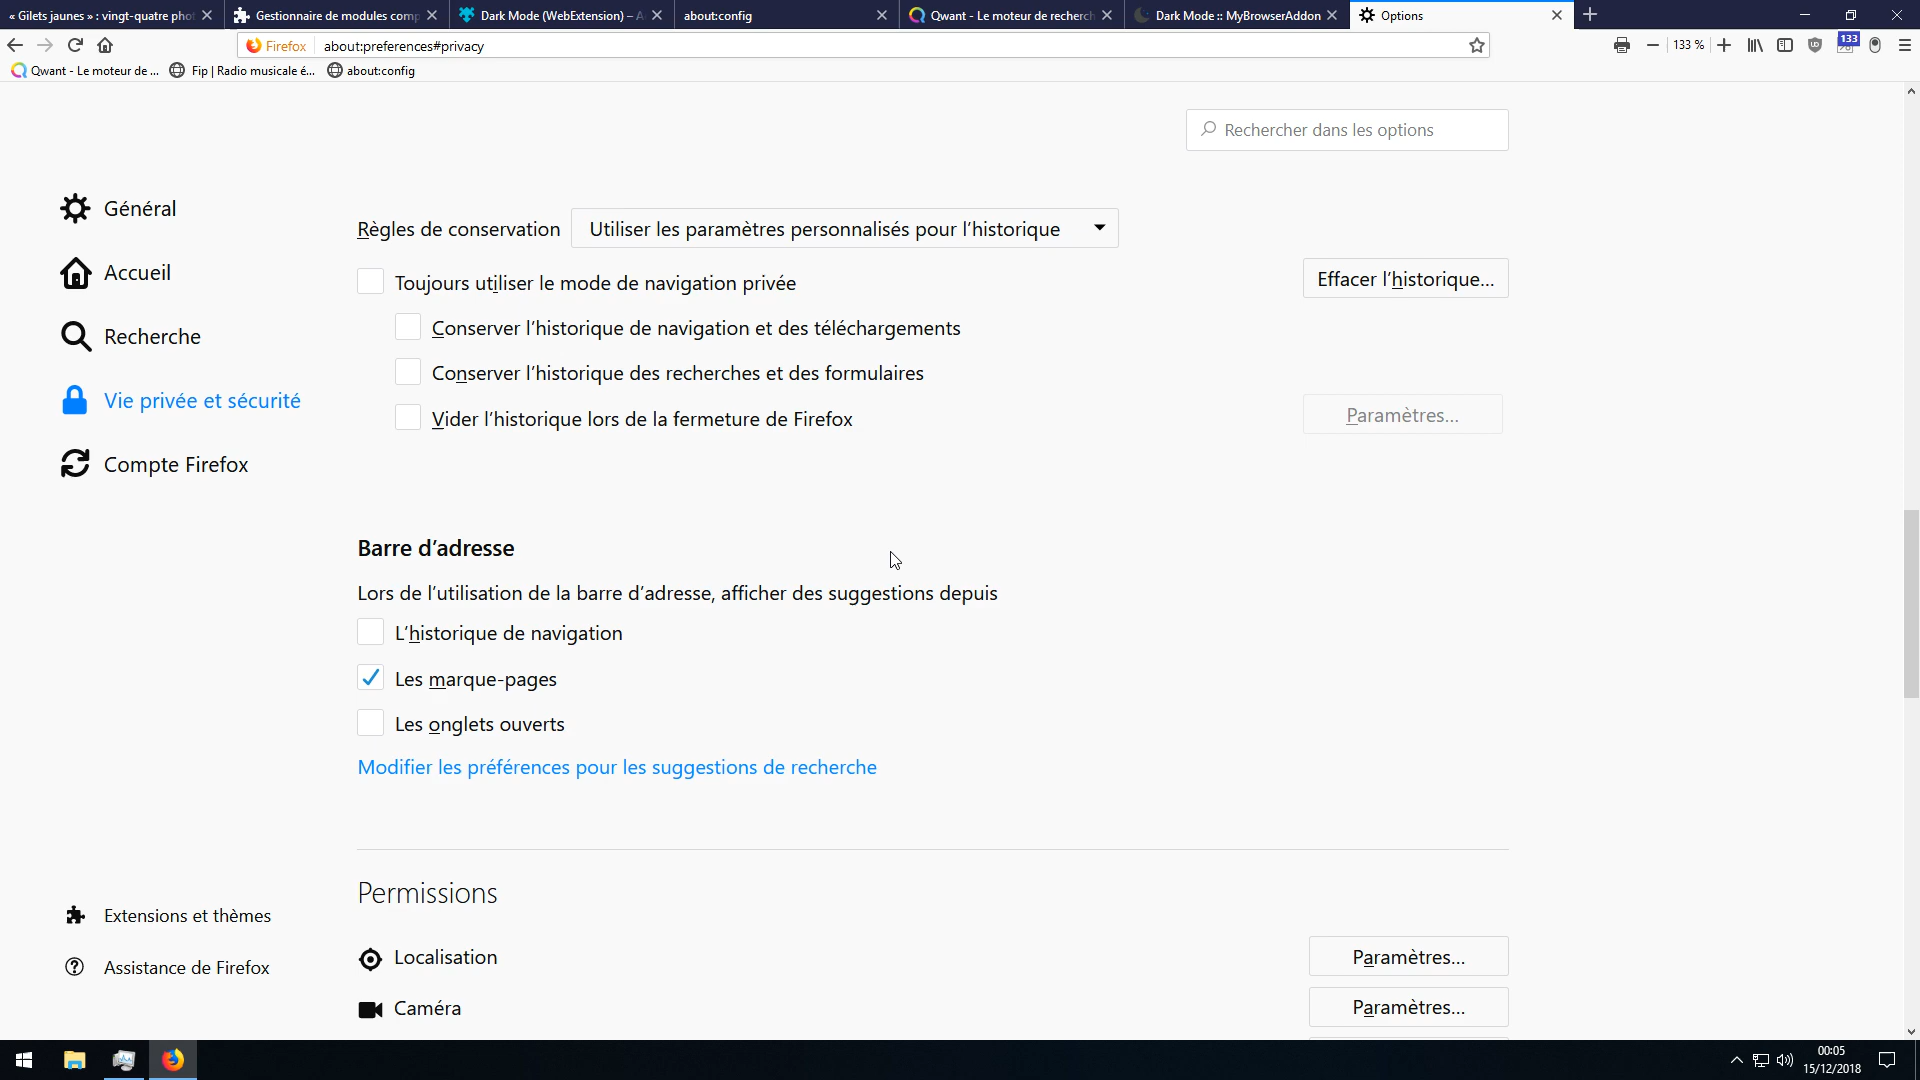 « Gilets jaunes » : vingt-quatre phot
Gestionnaire de modules comp
Dark Mode (WebExtension) – A
about:config
Qwant - Le moteur de recherch
Dark Mode :: MyBrowserAddon
Options
Firefox
about:preferences#privacy
133 %
133
Qwant - Le moteur de ...
Fip | Radio musicale é...
about:config
Rechercher dans les options
Général
Accueil
Recherche
Vie privée et sécurité
Compte Firefox
Règles de conservation
Utiliser les paramètres personnalisés pour l’historique
Toujours utiliser le mode de navigation privée
Effacer l’historique…
Conserver l’historique de navigation et des téléchargements
Conserver l’historique des recherches et des formulaires
Vider l’historique lors de la fermeture de Firefox
Paramètres…
Barre d’adresse
Lors de l’utilisation de la barre d’adresse, afficher des suggestions depuis
L’historique de navigation
Les marque-pages
Les onglets ouverts
Modifier les préférences pour les suggestions de recherche
Permissions
Extensions et thèmes
Assistance de Firefox
Localisation
Paramètres…
Caméra
Paramètres…
00:05
15/12/2018